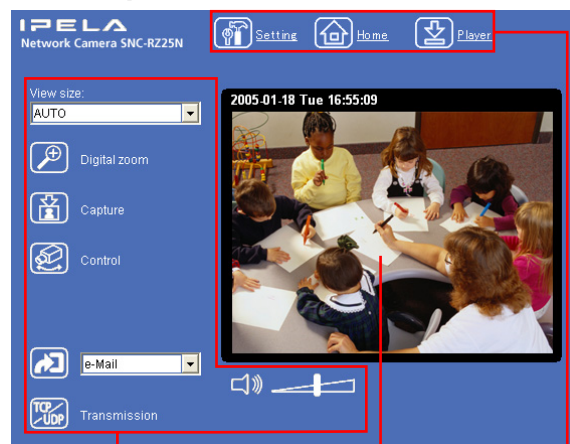 IPELA
Network Camera SNC-RZ25N
Setting
Home
Player
View size:
AUTO
2005-01-18 Tue 16:55:09
Digital zoom
Capture
Control
e-Mail
TCP/UDP
Transmission